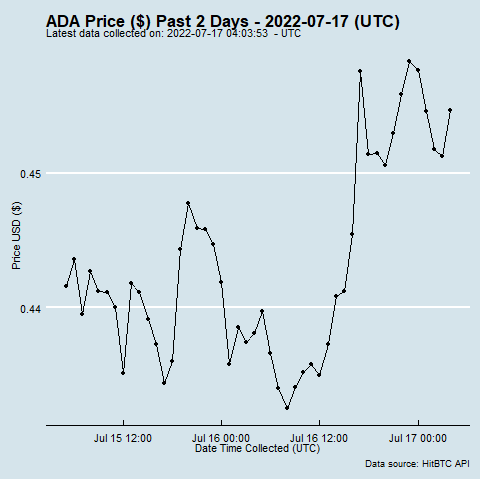 ADA Price ($) Past 2 Days - 2022-07-17 (UTC)
Latest data collected on: 2022-07-17 04:03:53 - UTC
Price USD ($)
0.45
0.44
Jul 15 12:00 Jul 16 00:00 Jul 16 12:00 Jul 17 00:00
Date Time Collected (UTC)
Data source: HitBTC API